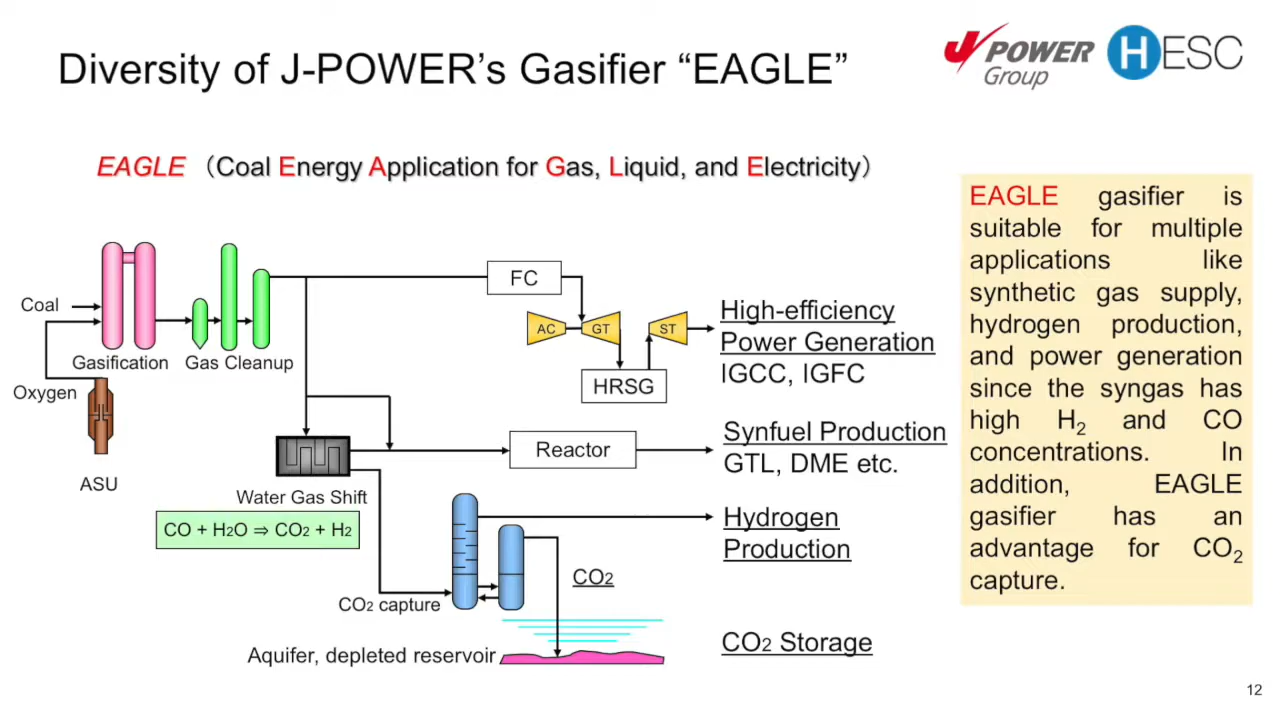 Diversity of J-POWER’s Gasifier “EAGLE”
J POWER
Group
HESC
EAGLE （Coal Energy Application for Gas, Liquid, and Electricity）
EAGLE gasifier is
suitable for multiple
applications like
synthetic gas supply,
hydrogen production,
and power generation
since the syngas has
high H₂ and CO
concentrations. In
addition, EAGLE
gasifier has an
advantage for CO₂
capture.
Coal
Gasification
Gas Cleanup
Oxygen
ASU
FC
AC
GT
ST
HRSG
High-efficiency
Power Generation
IGCC, IGFC
Reactor
Synfuel Production
GTL, DME etc.
Water Gas Shift
CO + H₂O ⇒ CO₂ + H₂
Hydrogen
Production
CO₂
CO₂ capture
Aquifer, depleted reservoir
CO₂ Storage
12